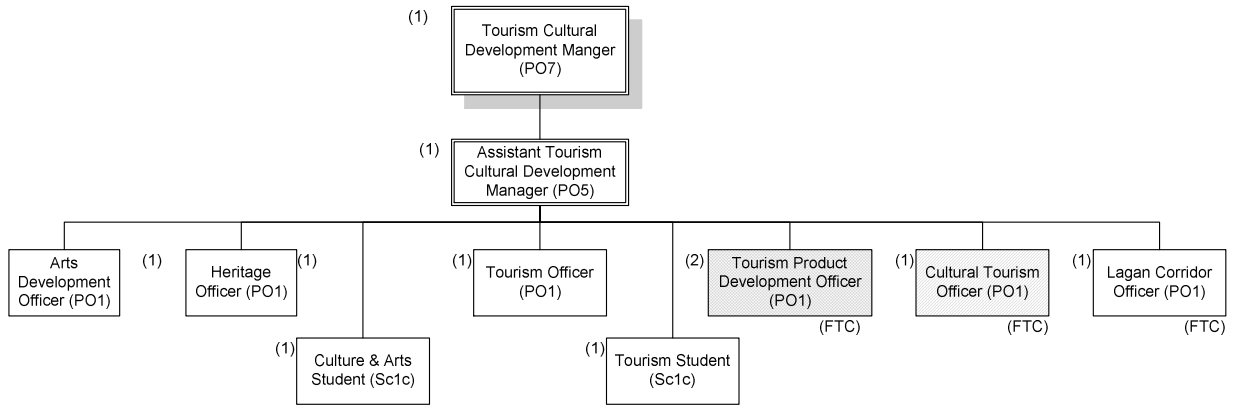 (1)
Tourism Cultural
Development Manger
(PO7)
(1)
Assistant Tourism
Cultural Development
Manager (PO5)
Arts
Development
Officer (PO1)
(1)
Heritage
Officer (PO1)
(1)
(1)
Tourism Officer
(PO1)
(2)
Tourism Product
Development Officer
(PO1)
(FTC)
(1)
Cultural Tourism
Officer (PO1)
(FTC)
(1)
Lagan Corridor
Officer (PO1)
(FTC)
(1)
Culture & Arts
Student (Sc1c)
(1)
Tourism Student
(Sc1c)